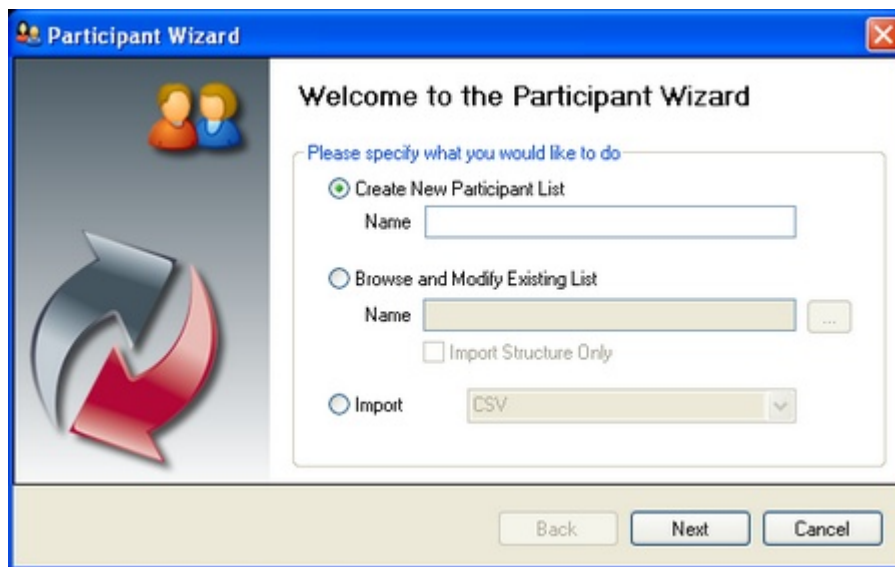 Participant Wizard
Welcome to the Participant Wizard
Please specify what you would like to do
Create New Participant List
Name
Browse and Modify Existing List
Name
...
Import Structure Only
Import CSV
Back Next Cancel